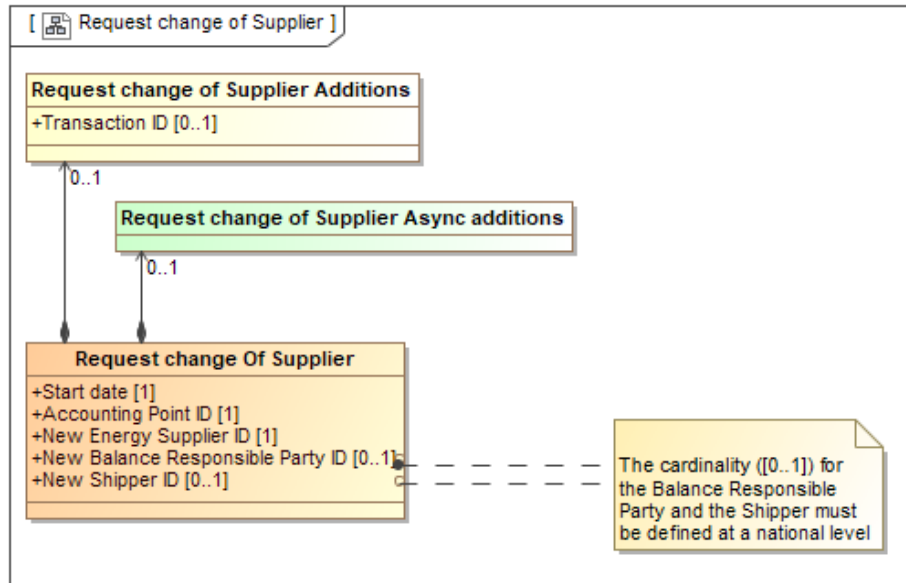 [ Request change of Supplier ]
Request change of Supplier Additions
+Transaction ID [0..1]
0..1
Request change of Supplier Async additions
0..1
Request change Of Supplier
+Start date [1]
+Accounting Point ID [1]
+New Energy Supplier ID [1]
+New Balance Responsible Party ID [0..1]
+New Shipper ID [0..1]
The cardinality ([0..1]) for
the Balance Responsible
Party and the Shipper must
be defined at a national level